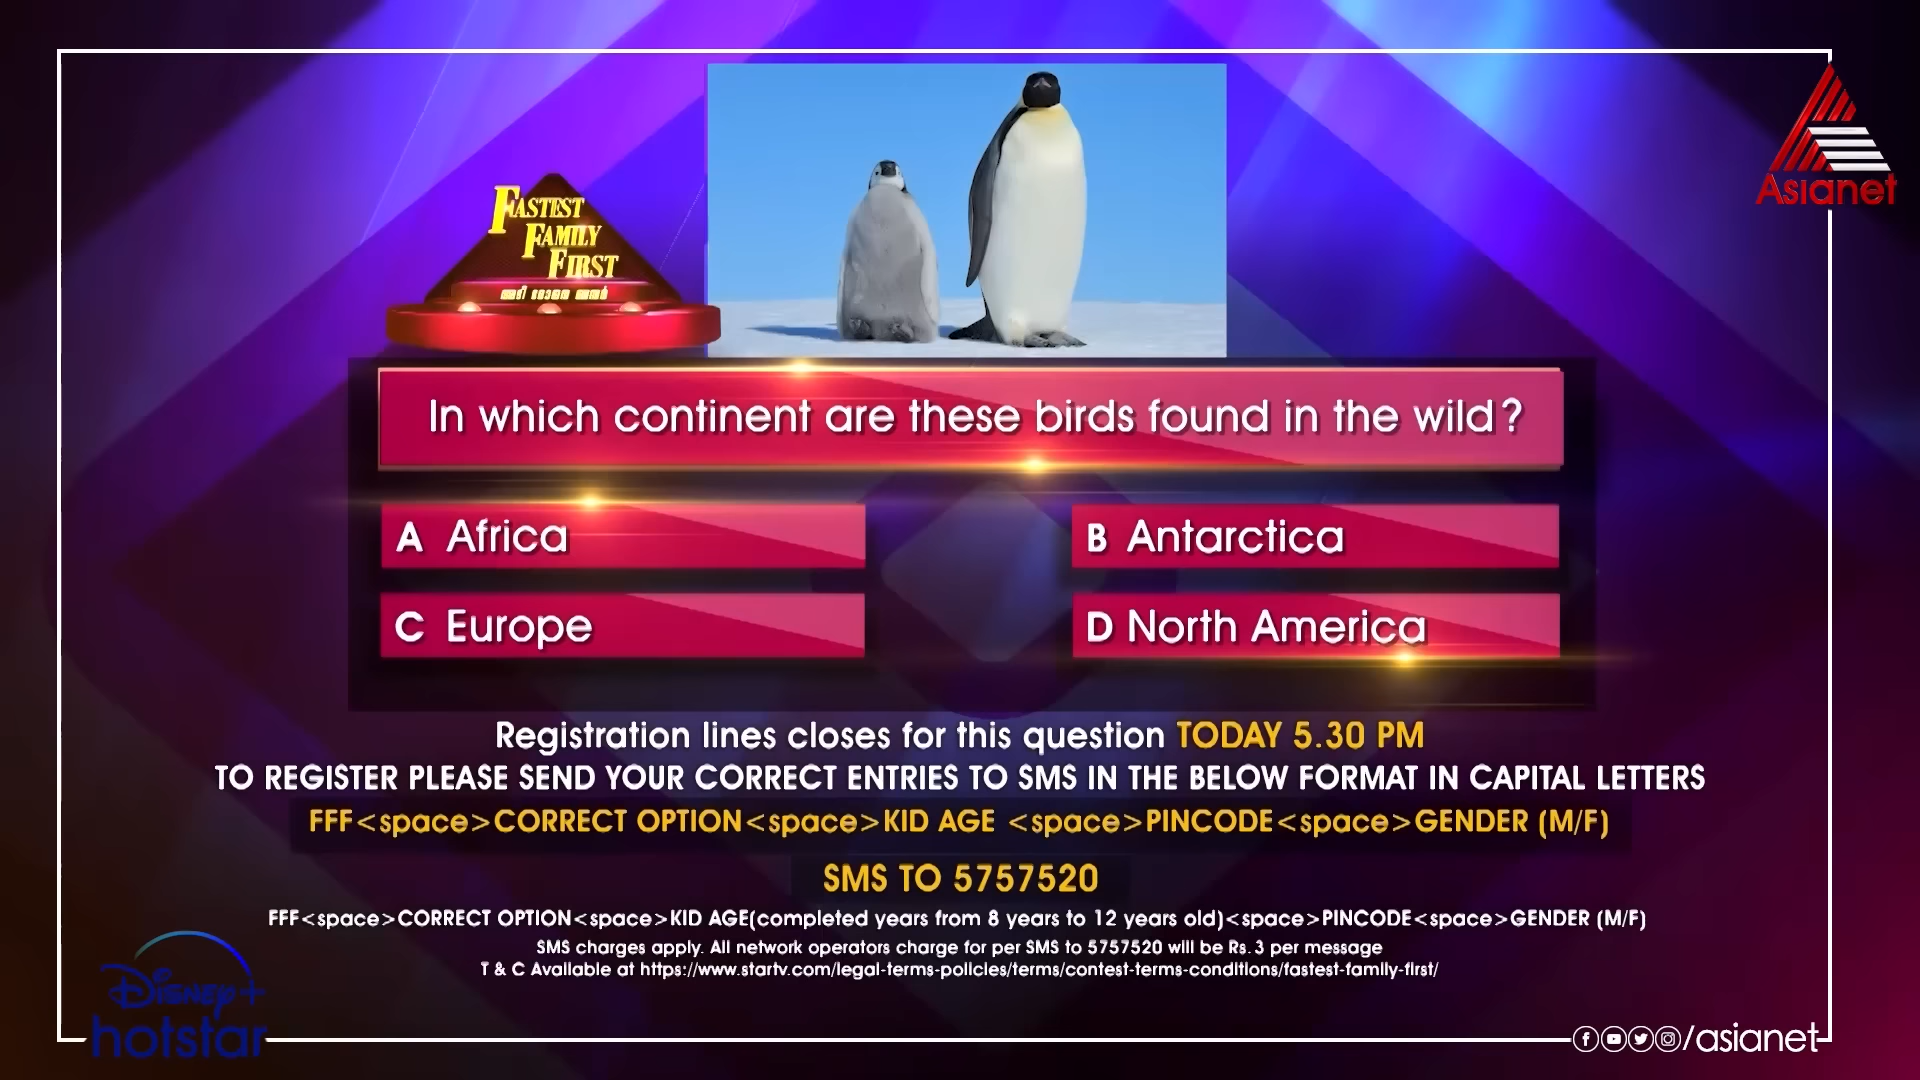 Asianet
FASTEST
FAMILY
FIRST
In which continent are these birds found in the wild?
A Africa
B Antarctica
C Europe
D North America
Registration lines closes for this question TODAY 5.30 PM
TO REGISTER PLEASE SEND YOUR CORRECT ENTRIES TO SMS IN THE BELOW FORMAT IN CAPITAL LETTERS
FFF<space>CORRECT OPTION<space>KID AGE <space>PINCODE<space>GENDER (M/F)
SMS TO 5757520
FFF<space>CORRECT OPTION<space>KID AGE(completed years from 8 years to 12 years old)<space>PINCODE<space>GENDER (M/F)
SMS charges apply. All network operators charge for per SMS to 5757520 will be Rs. 3 per message
T & C Available at https://www.startv.com/legal-terms-policies/terms/contest-terms-conditions/fastest-family-first/
Disney+
hotstar
/asianet